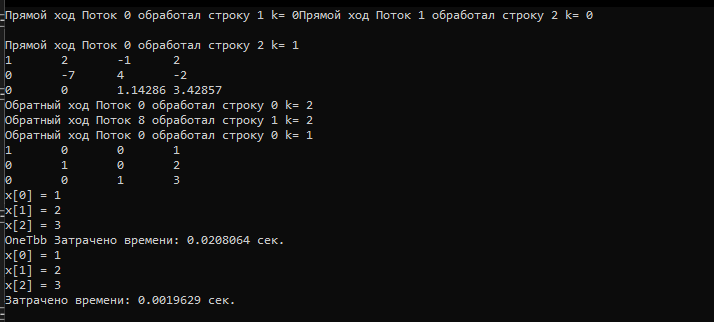 Прямой ход Поток 0 обработал строку 1 k= 0Прямой ход Поток 1 обработал строку 2 k= 0
Прямой ход Поток 0 обработал строку 2 k= 1
1 2 -1 2
0 -7 4 -2
0 0 1.14286 3.42857
Обратный ход Поток 0 обработал строку 0 k= 2
Обратный ход Поток 8 обработал строку 1 k= 2
Обратный ход Поток 0 обработал строку 0 k= 1
1 0 0 1
0 1 0 2
0 0 1 3
x[0] = 1
x[1] = 2
x[2] = 3
OneTbb Затрачено времени: 0.0208064 сек.
x[0] = 1
x[1] = 2
x[2] = 3
Затрачено времени: 0.0019629 сек.